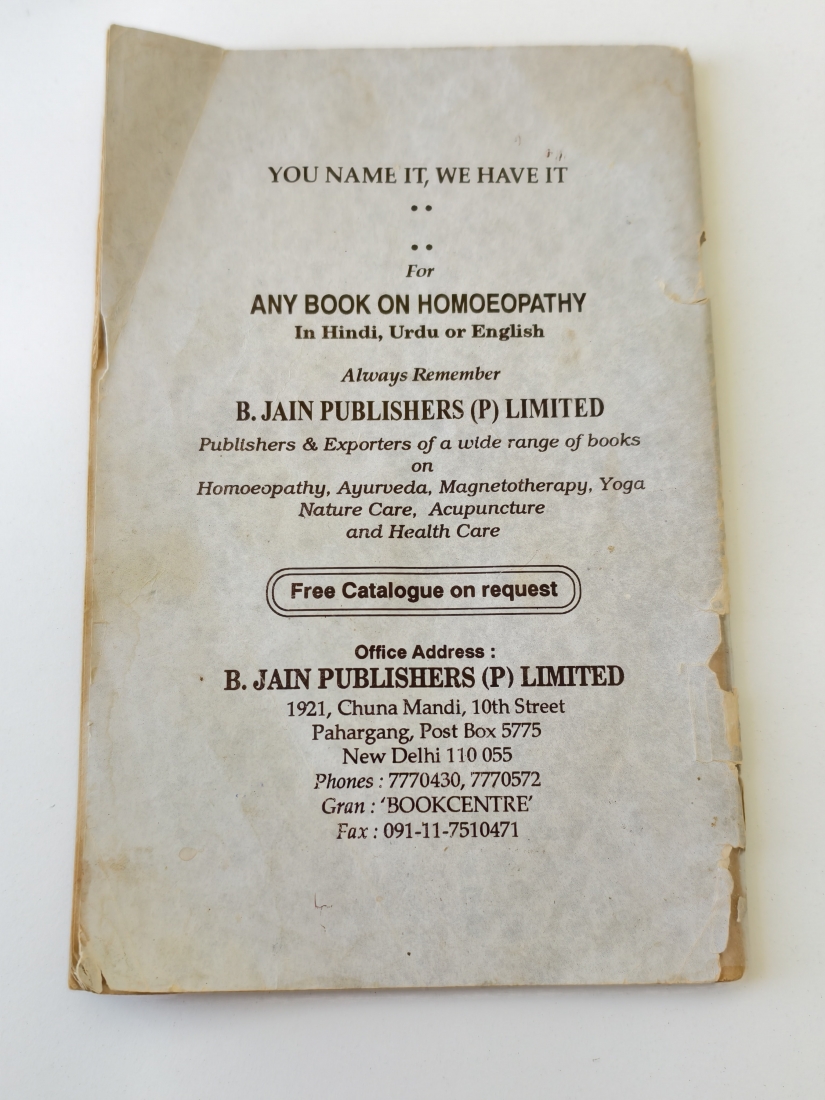 YOU NAME IT, WE HAVE IT
• •
• •
For
ANY BOOK ON HOMOEOPATHY
In Hindi, Urdu or English
Always Remember
B. JAIN PUBLISHERS (P) LIMITED
Publishers & Exporters of a wide range of books
on
Homoeopathy, Ayurveda, Magnetotherapy, Yoga
Nature Care, Acupuncture
and Health Care
Free Catalogue on request
Office Address :
B. JAIN PUBLISHERS (P) LIMITED
1921, Chuna Mandi, 10th Street
Pahargang, Post Box 5775
New Delhi 110 055
Phones : 7770430, 7770572
Gran : 'BOOKCENTRE'
Fax : 091-11-7510471